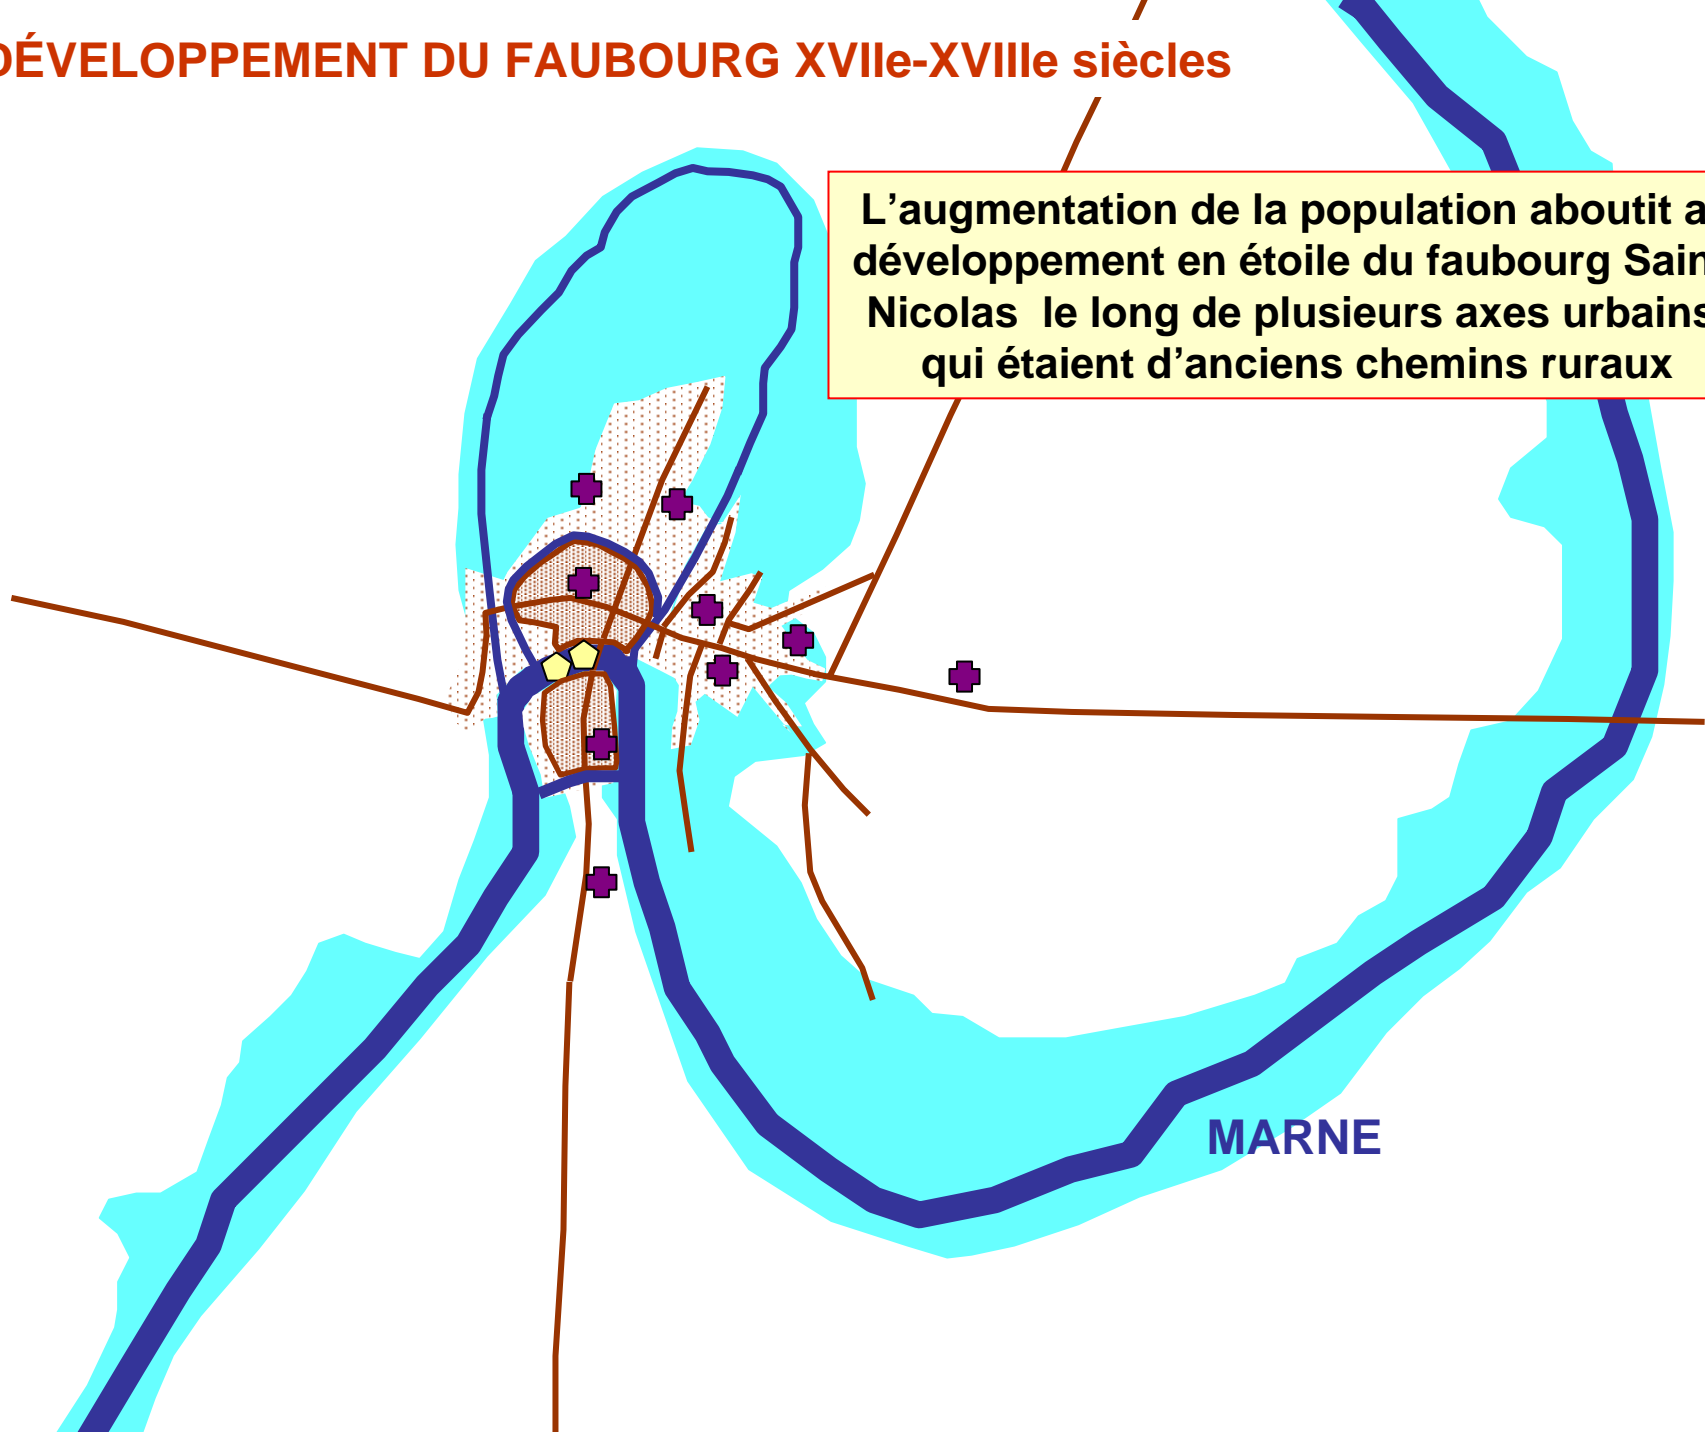 DÉVELOPPEMENT DU FAUBOURG XVIIe-XVIIIe siècles
L’augmentation de la population aboutit a
développement en étoile du faubourg Sain
Nicolas le long de plusieurs axes urbains
qui étaient d’anciens chemins ruraux
MARNE